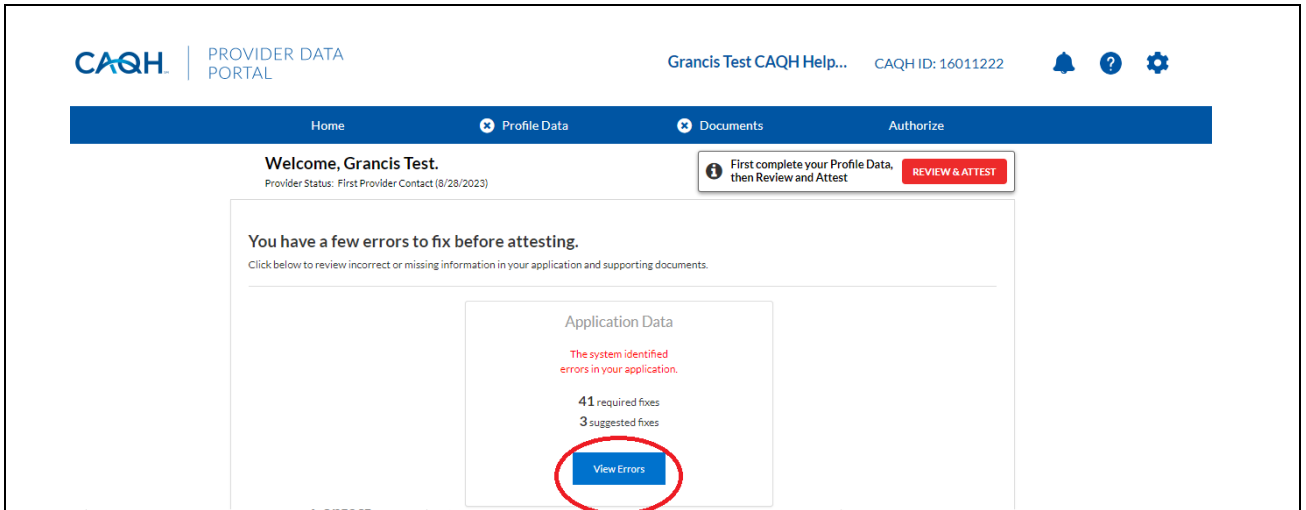 CAQH
PROVIDER DATA
PORTAL
Grancis Test CAQH Help...
CAQH ID: 16011222
?
Home
Profile Data
Documents
Authorize
Welcome, Grancis Test.
Provider Status: First Provider Contact (8/28/2023)
First complete your Profile Data,
then Review and Attest
REVIEW & ATTEST
You have a few errors to fix before attesting.
Click below to review incorrect or missing information in your application and supporting documents.
Application Data
The system identified
errors in your application.
41 required fixes
3 suggested fixes
View Errors